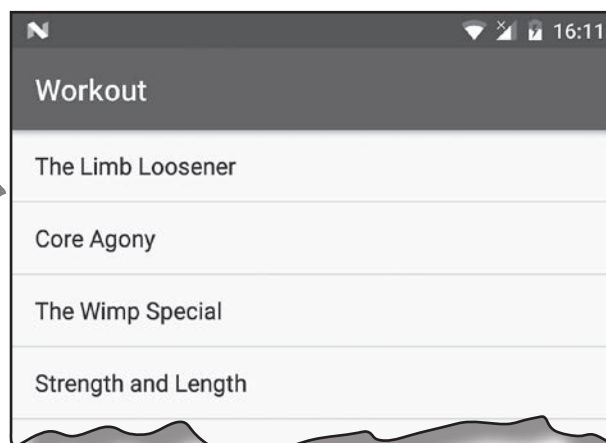 16:11
Workout
The Limb Loosener
Core Agony
The Wimp Special
Strength and Length